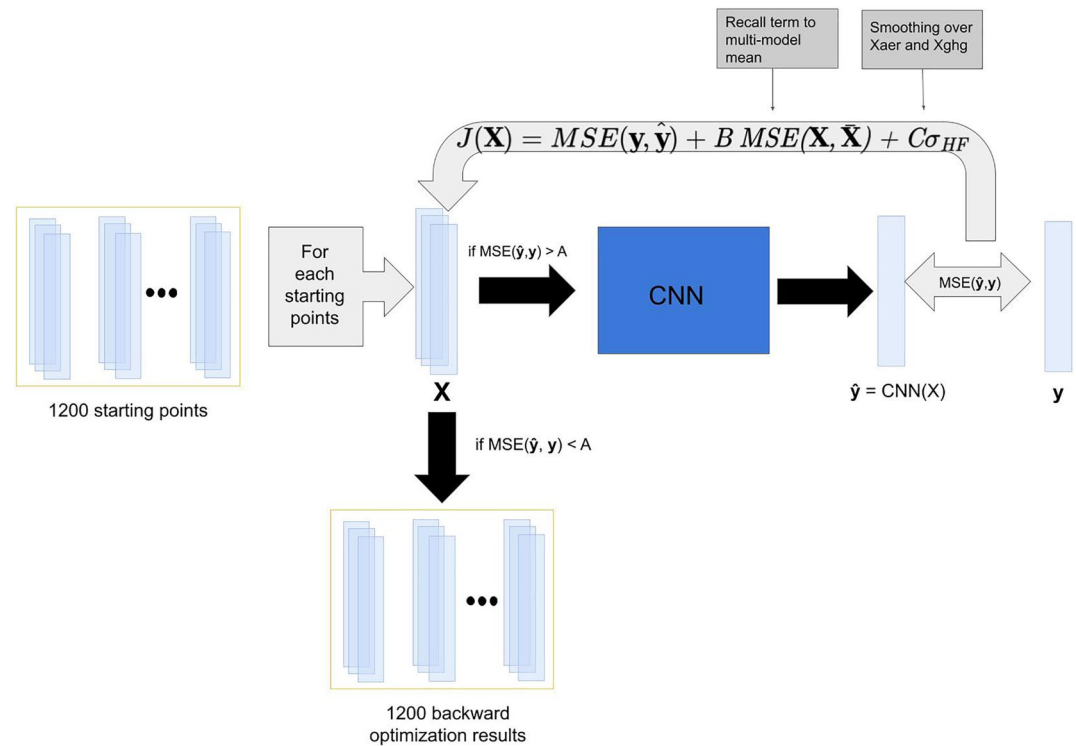 Recall term to
multi-model
mean
Smoothing over
Xaer and Xghg
J(X) = MSE(y, ŷ) + B MSE(X, X̄) + Cσ_HF
For
each
starting
points
if MSE(ŷ,y) > A
CNN
MSE(ŷ,y)
1200 starting points
X
ŷ = CNN(X)
y
if MSE(ŷ, y) < A
1200 backward
optimization results